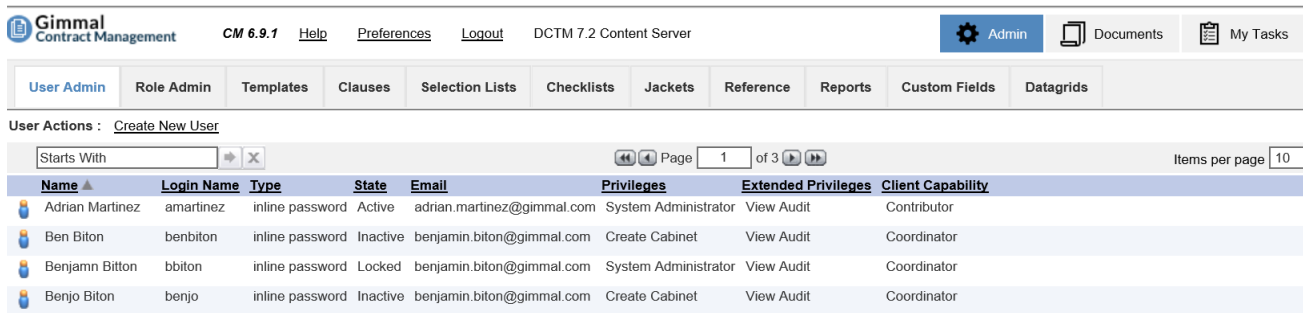 Gimmal
Contract Management CM 6.9.1 Help Preferences Logout DCTM 7.2 Content Server Admin Documents My Tasks
User Admin Role Admin Templates Clauses Selection Lists Checklists Jackets Reference Reports Custom Fields Datagrids
User Actions : Create New User
Starts With Page 1 of 3 Items per page 10
Name Login Name Type State Email Privileges Extended Privileges Client Capability
Adrian Martinez amartinez inline password Active adrian.martinez@gimmal.com System Administrator View Audit Contributor
Ben Biton benbiton inline password Inactive benjamin.biton@gimmal.com Create Cabinet View Audit Coordinator
Benjamn Bitton bbiton inline password Locked benjamin.biton@gimmal.com System Administrator View Audit Coordinator
Benjo Biton benjo inline password Inactive benjamin.biton@gimmal.com Create Cabinet View Audit Coordinator